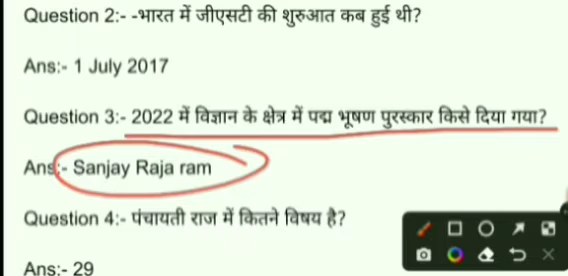 Question 2:- -भारत में जीएसटी की शुरुआत कब हुई थी?
Ans:- 1 July 2017
Question 3:- 2022 में विज्ञान के क्षेत्र में पद्म भूषण पुरस्कार किसे दिया गया?
Ans:- Sanjay Raja ram
Question 4:- पंचायती राज में कितने विषय है?
Ans:- 29